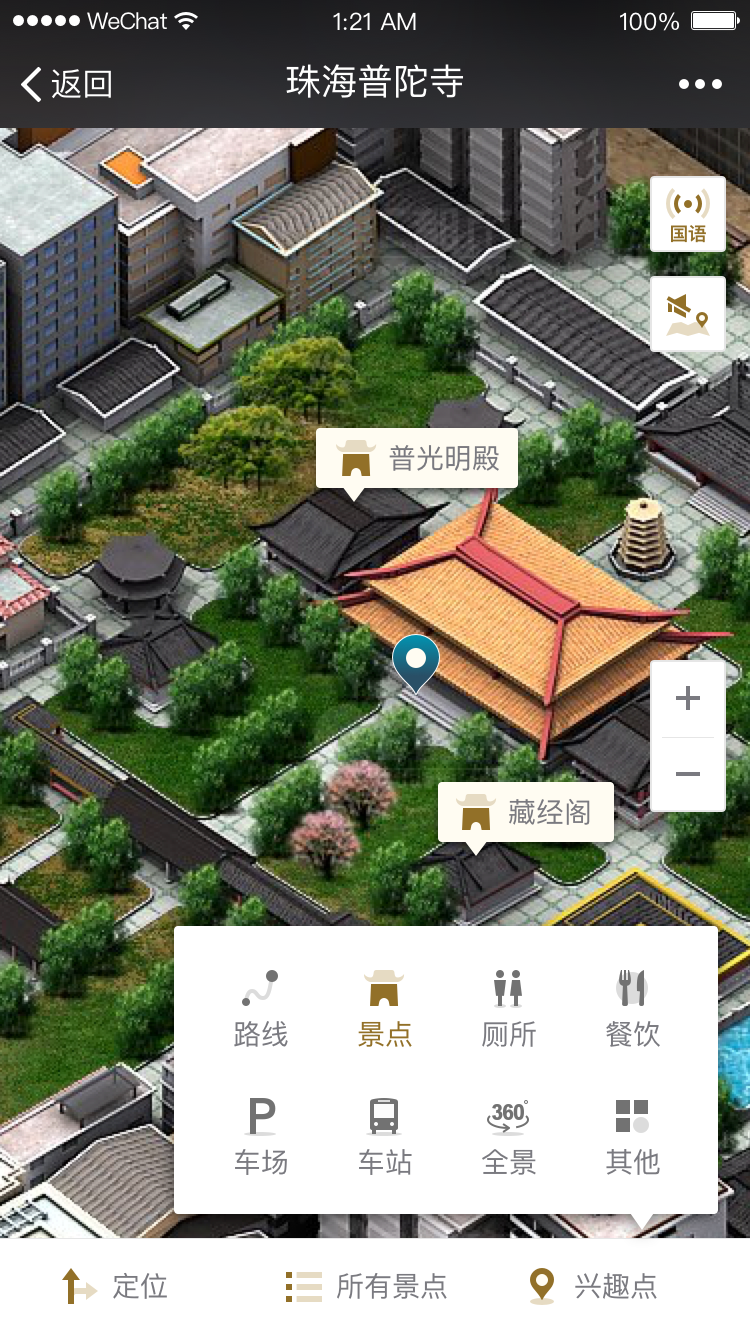 WeChat 1:21 AM 100%
返回 珠海普陀寺
国语
普光明殿
+
−
藏经阁
路线 景点 厕所 餐饮
P 360°
车场 车站 全景 其他
定位 所有景点 兴趣点